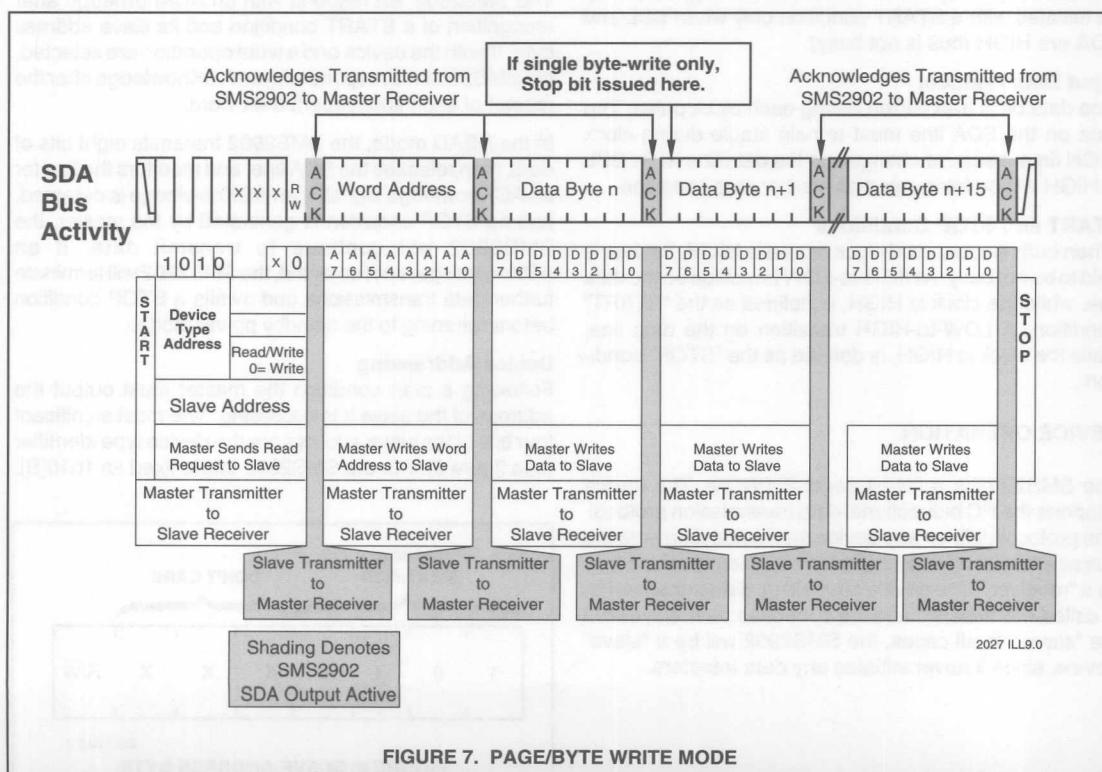 If single byte-write only,
Stop bit issued here.
Acknowledges Transmitted from
SMS2902 to Master Receiver
Acknowledges Transmitted from
SMS2902 to Master Receiver
SDA
Bus
Activity
x x x R W
A C K
Word Address
A C K
Data Byte n
A C K
Data Byte n+1
A C K
Data Byte n+15
A C K
1 0 1 0 x x x 0
A A A A A A A A
7 5 5 4 3 2 1 0
D D D D D D D D
7 5 5 4 3 2 1 0
D D D D D D D D
7 5 5 4 3 2 1 0
D D D D D D D D
7 6 5 4 3 2 1 0
START
Device
Type
Address
Read/Write
0= Write
STOP
Slave Address
Master Sends Read
Request to Slave
Master Writes Word
Address to Slave
Master Writes
Data to Slave
Master Writes
Data to Slave
Master Writes
Data to Slave
Master Transmitter
to
Slave Receiver
Master Transmitter
to
Slave Receiver
Master Transmitter
to
Slave Receiver
Master Transmitter
to
Slave Receiver
Master Transmitter
to
Slave Receiver
Slave Transmitter
to
Master Receiver
Slave Transmitter
to
Master Receiver
Slave Transmitter
to
Master Receiver
Slave Transmitter
to
Master Receiver
Slave Transmitter
to
Master Receiver
Shading Denotes
SMS2902
SDA Output Active
2027 ILL9.0
FIGURE 7. PAGE/BYTE WRITE MODE